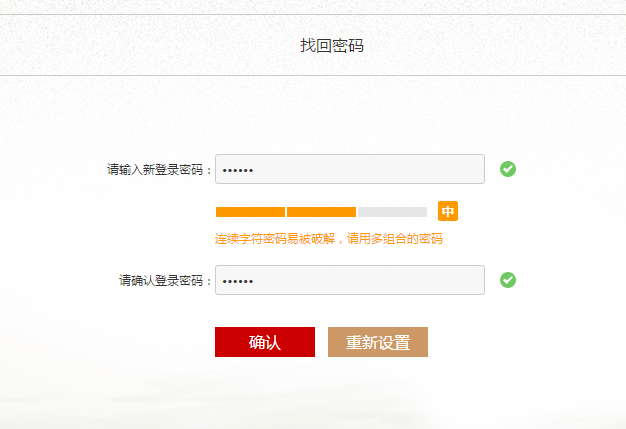 找回密码
请输入新登录密码：
••••••
中
连续字符密码易被破解，请用多组合的密码
请确认登录密码：
••••••
确认
重新设置